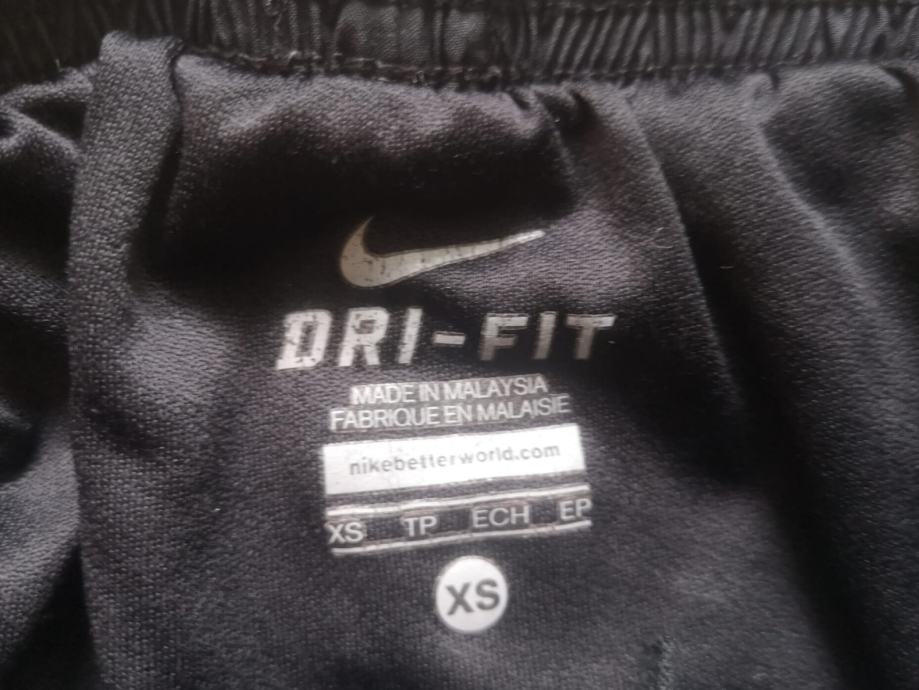 DRI-FIT
MADE IN MALAYSIA
FABRIQUE EN MALAISIE
nikebetterworld.com
XS TP ECH EP
XS